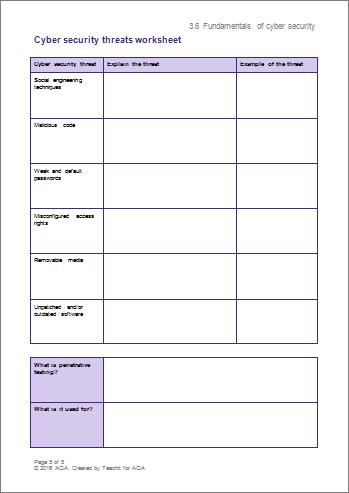 3.6 Fundamentals of cyber security
Cyber security threats worksheet
Cyber security threat Explain the threat Example of the threat
Social engineering
techniques
Malicious code
Weak and default
passwords
Misconfigured access
rights
Removable media
Unpatched and/or
outdated software
What is penetrative
testing?
What is it used for?
Page 5 of 5
© 2016 AQA. Created by Teachit for AQA